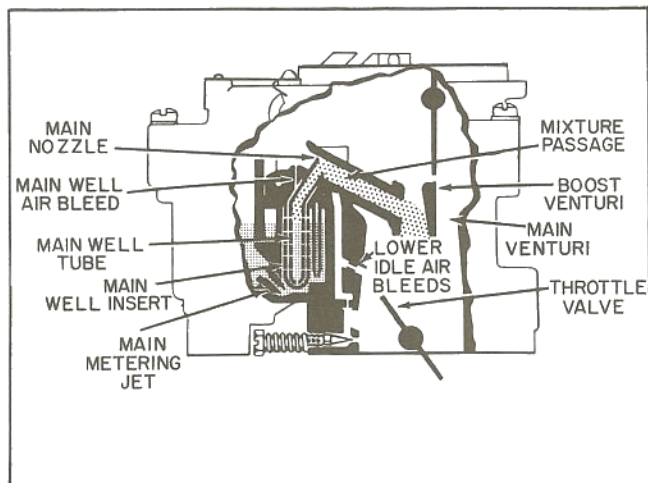 MAIN
NOZZLE
MAIN WELL
AIR BLEED
MAIN WELL
TUBE
MAIN
WELL INSERT
MAIN
METERING
JET
MIXTURE
PASSAGE
BOOST
VENTURI
MAIN
VENTURI
LOWER
IDLE AIR
BLEEDS
THROTTLE
VALVE